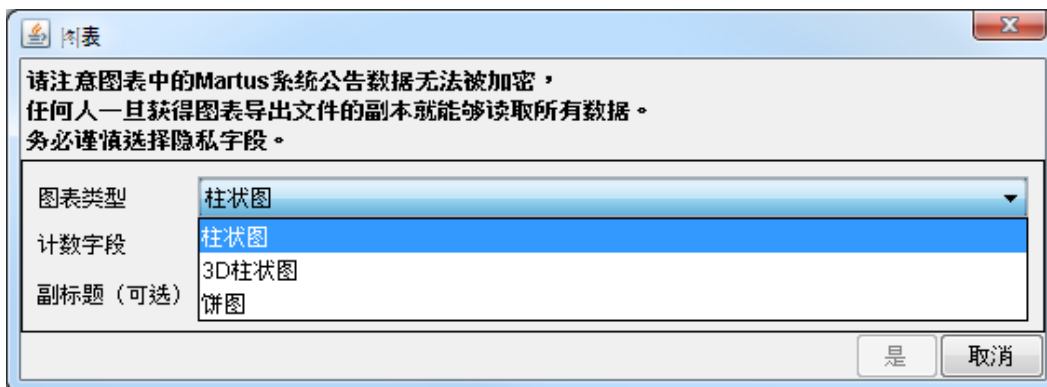 图表
请注意图表中的Martus系统公告数据无法被加密，
任何人一旦获得图表导出文件的副本就能够读取所有数据。
务必谨慎选择隐私字段。
图表类型 柱状图
计数字段 柱状图
3D柱状图
副标题（可选） 饼图
是 取消